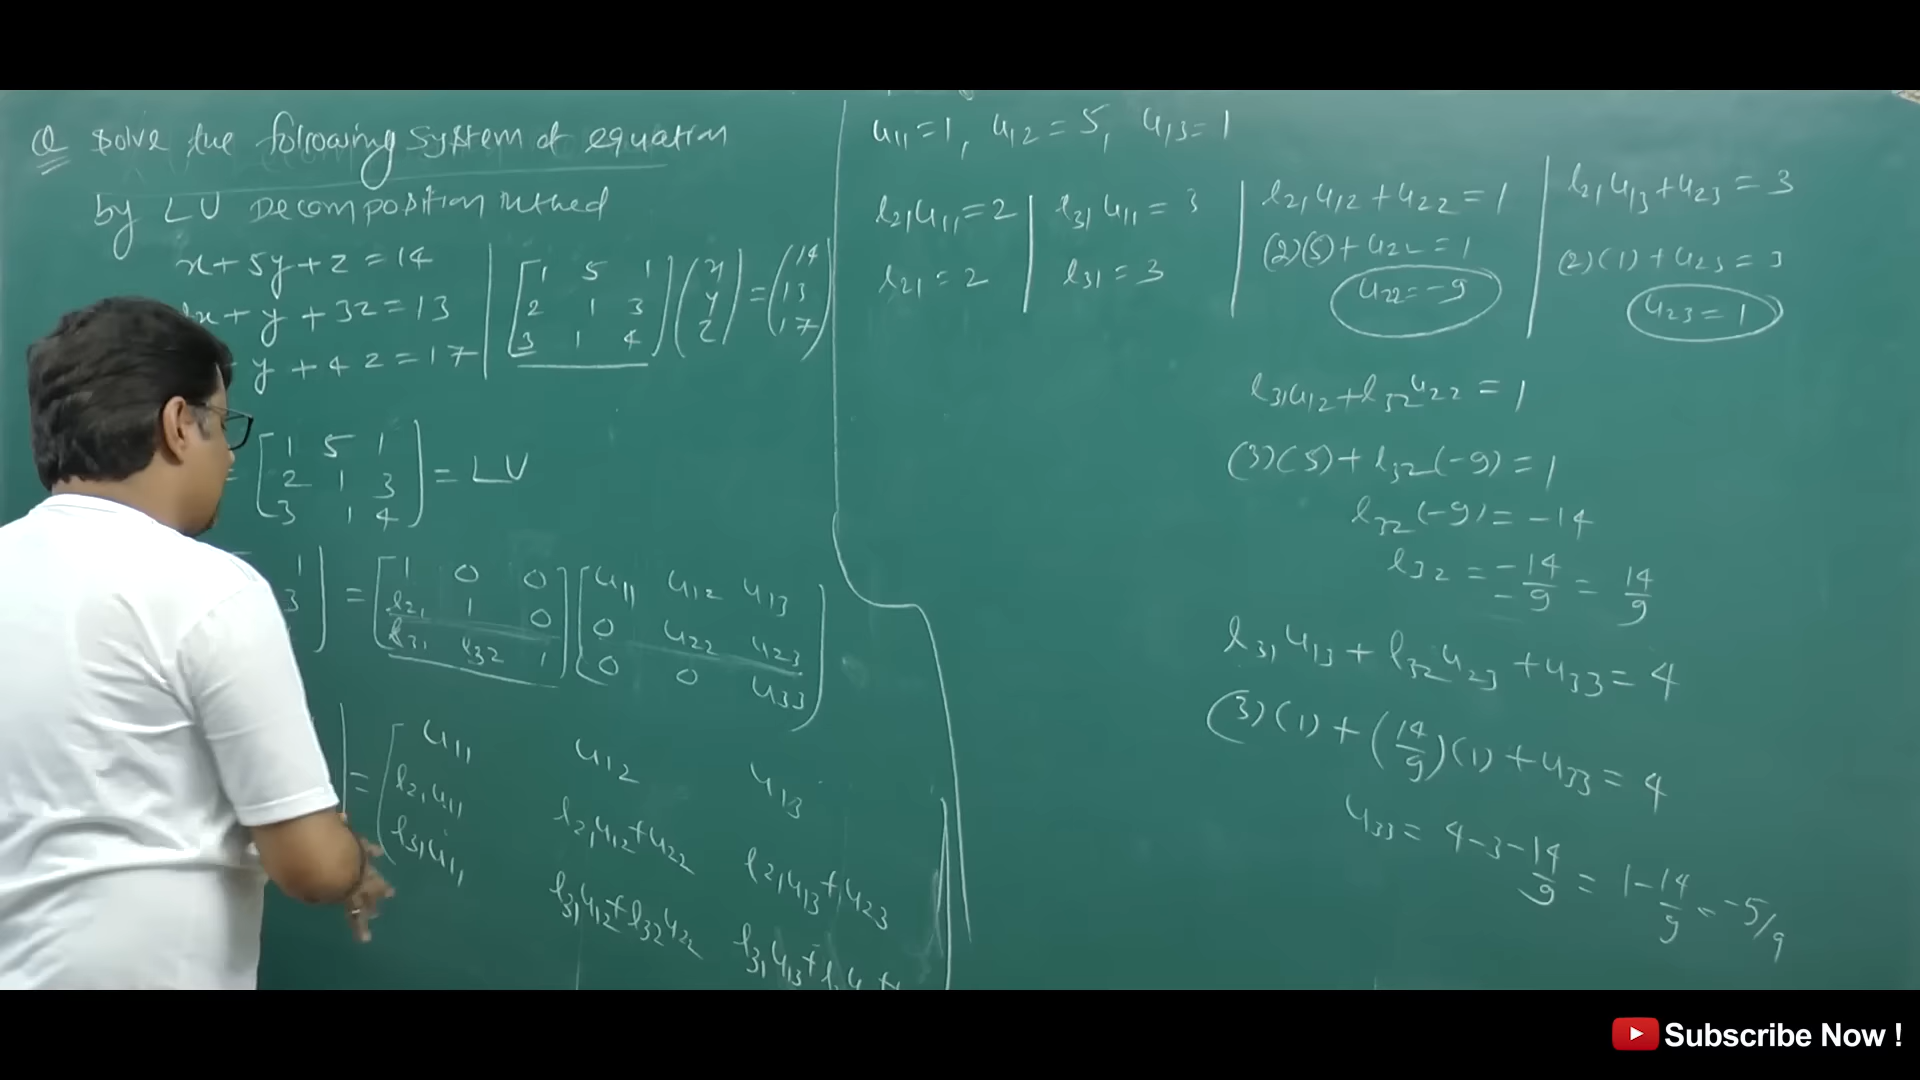 Q Solve the following System of equation
by LU Decomposition method
x + 5y + z = 14
x + y + 3z = 13
y + 4z = 17
[1 5 1
2 1 3
3 1 4] (x
y
z) = (14
13
17)
= [1 5 1
2 1 3
3 1 4] = LU
1
3
= [1 0 0
l21 1 0
l31 l32 1] [u11 u12 u13
0 u22 u23
0 0 u33]
= [u11 u12 u13
l21u11 l21u12+u22 l21u13+u23
l31u11 l31u12+l32u22 l31u13+
u11=1, u12=5, u13=1
l21u11=2
l21=2
l31u11=3
l31=3
l21u12+u22=1
(2)(5)+u22=1
u22=-9
l21u13+u23=3
(2)(1)+u23=3
u23=1
l31u12+l32u22=1
(3)(5)+l32(-9)=1
l32(-9)=-14
l32=-14/-9=14/9
l31u13+l32u23+u33=4
(3)(1)+(14/9)(1)+u33=4
u33=4-3-14/9=1-14/9=-5/9
Subscribe Now !